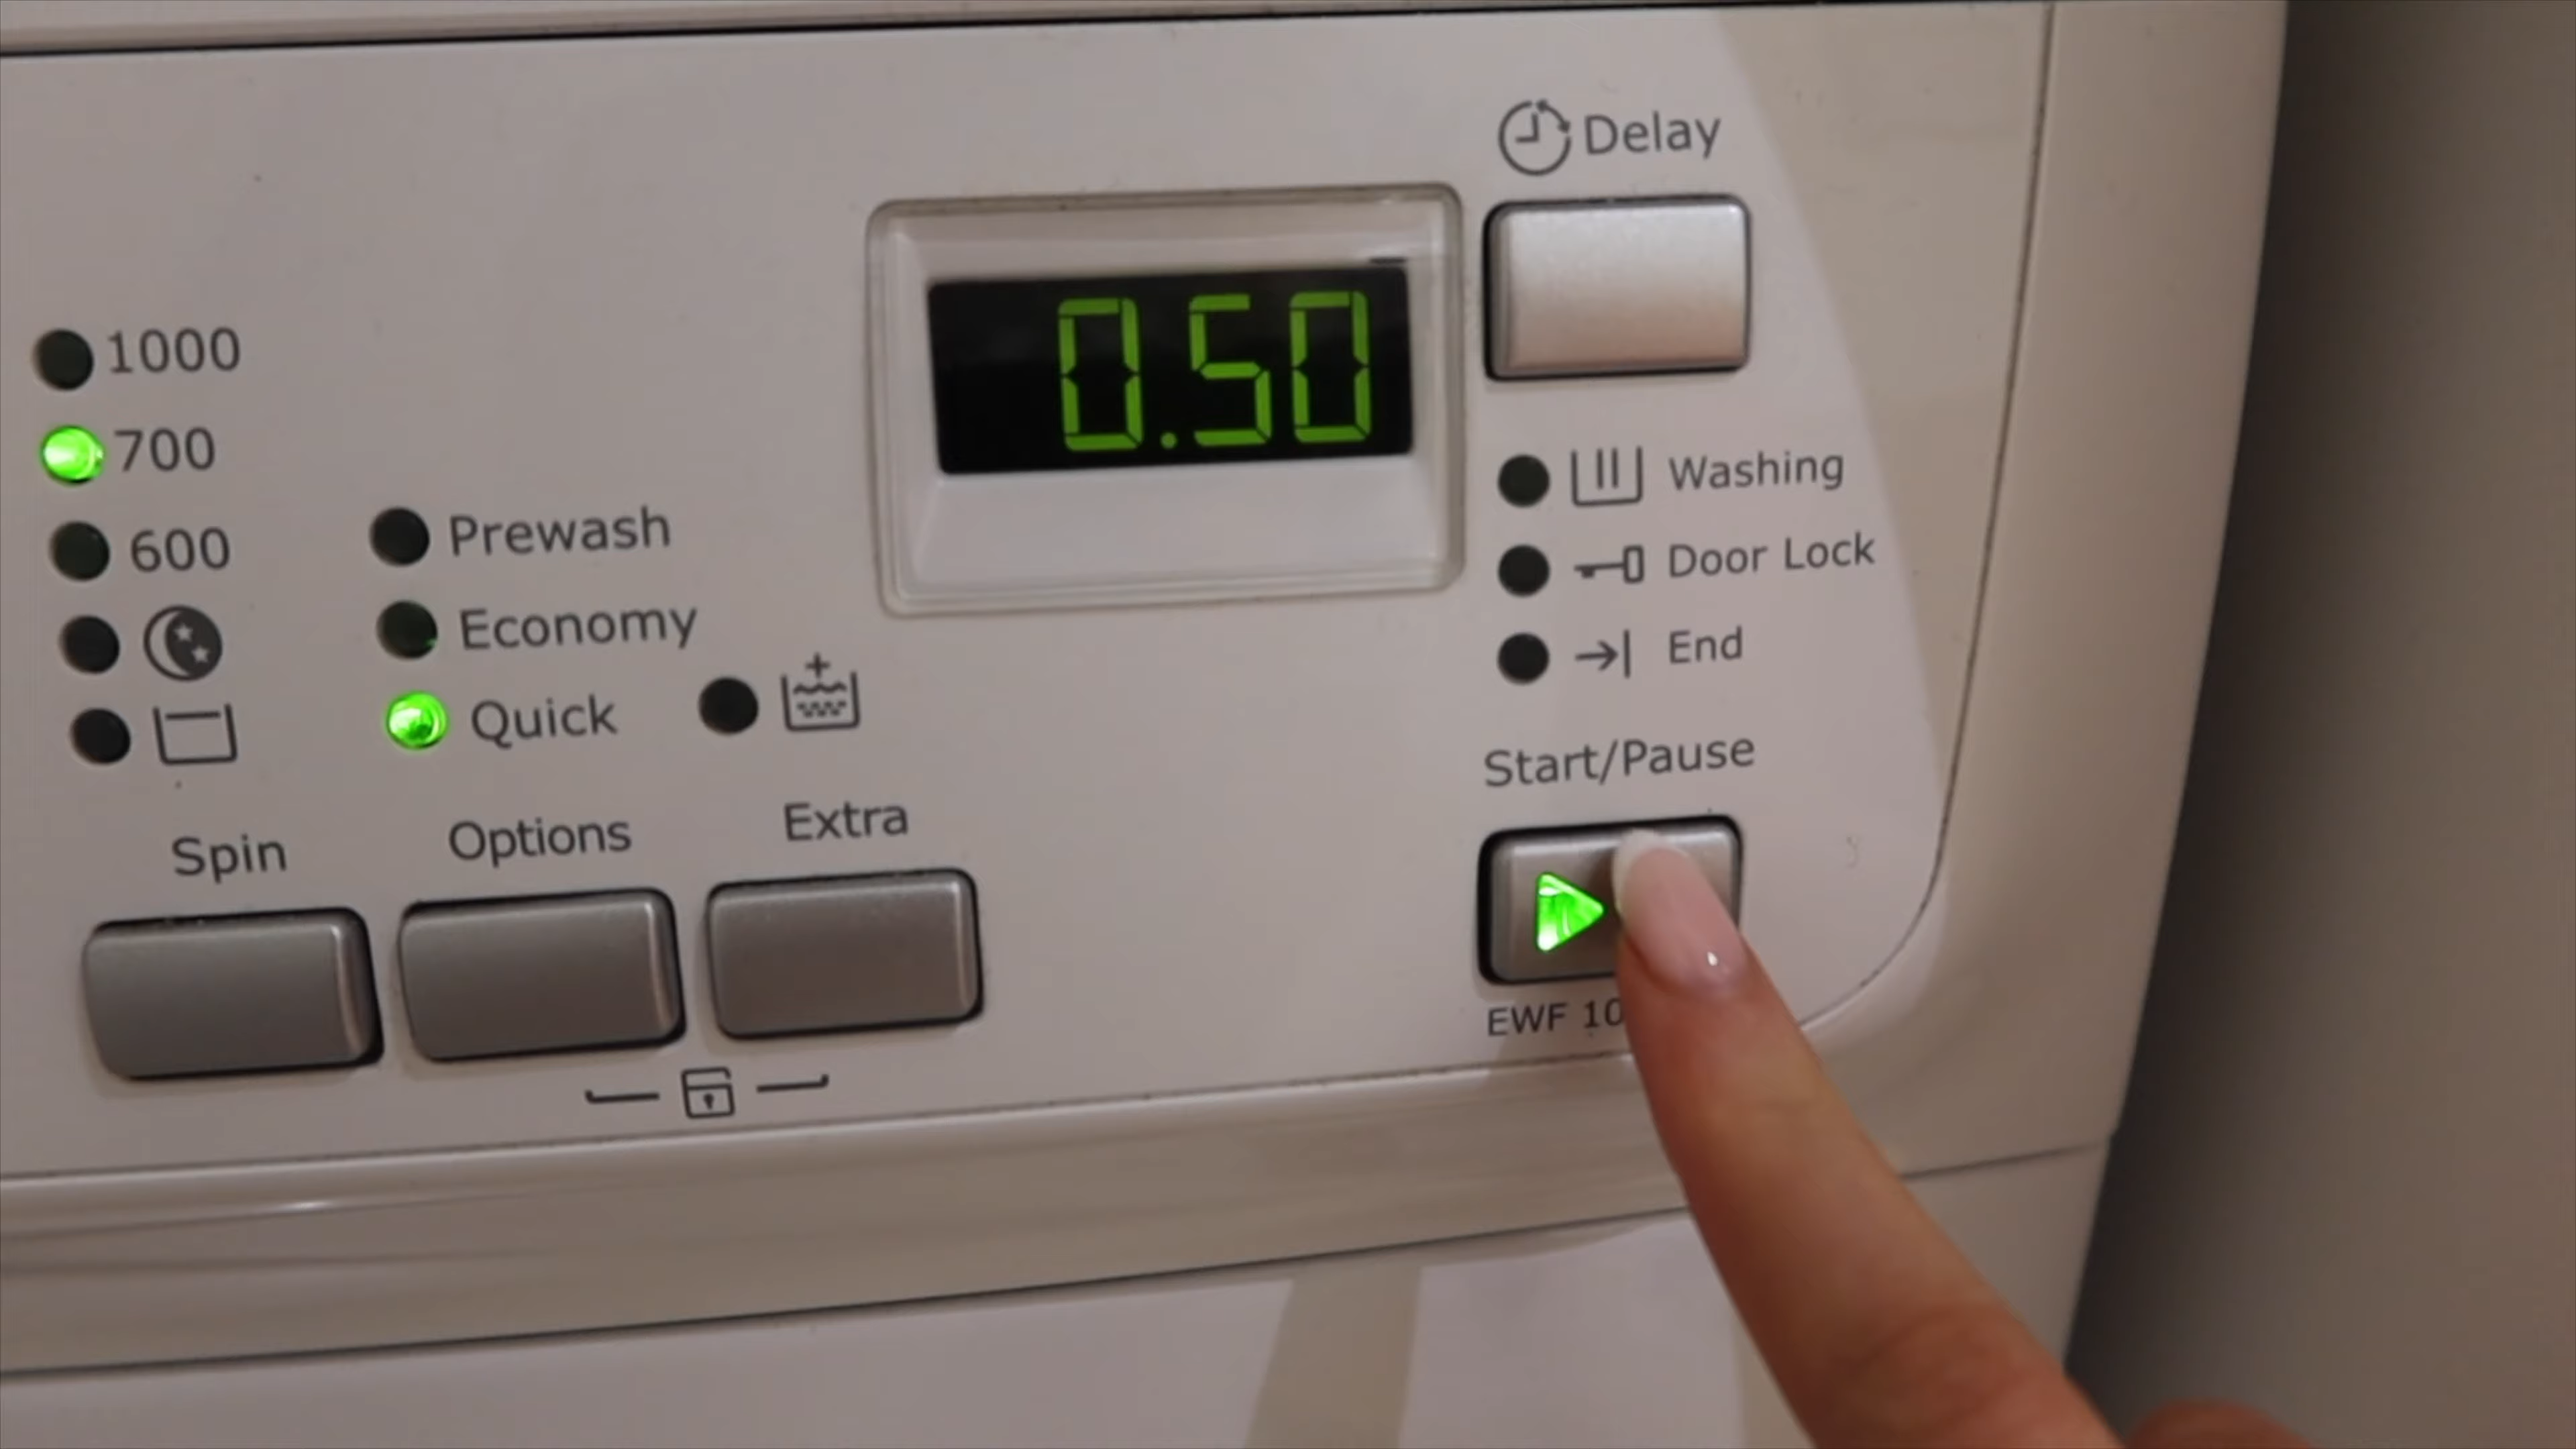 Delay
0.50
1000
700
600
Prewash
Economy
Quick
Washing
Door Lock
End
Start/Pause
Spin
Options
Extra
EWF